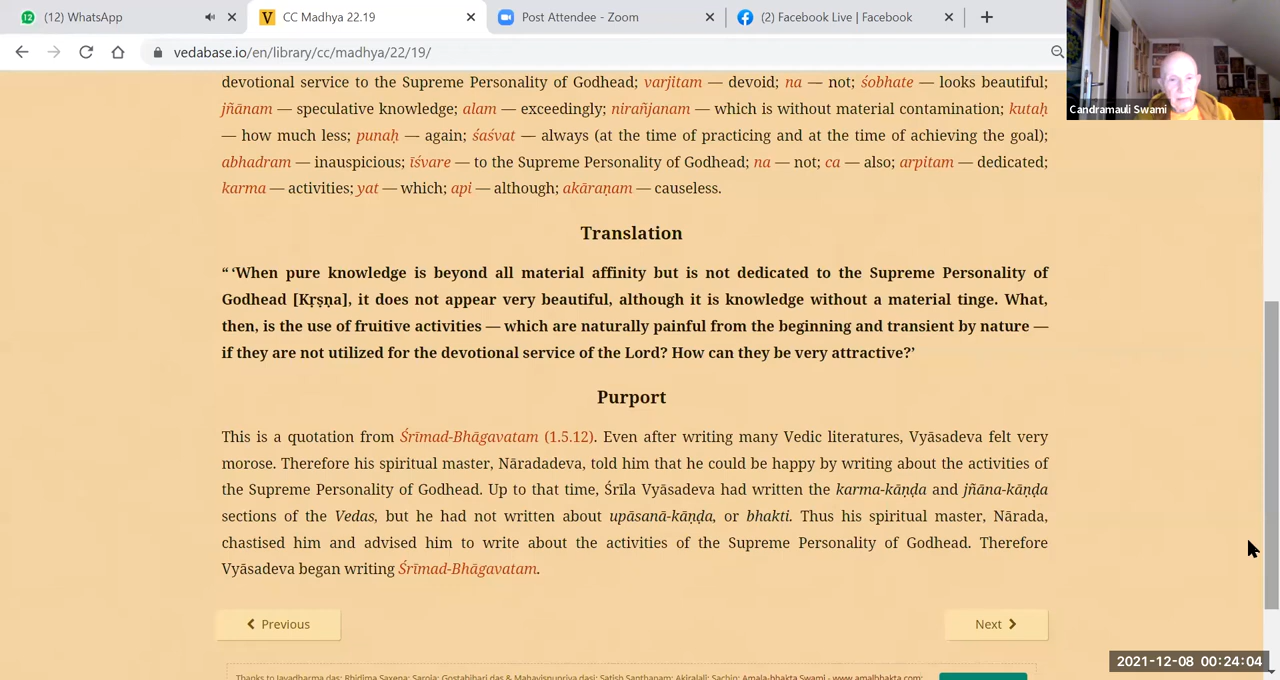 (12) WhatsApp
CC Madhya 22.19
Post Attendee - Zoom
(2) Facebook Live | Facebook
vedabase.io/en/library/cc/madhya/22/19/
Candramauli Swami
devotional service to the Supreme Personality of Godhead; varjitam — devoid; na — not; śobhate — looks beautiful;
jñānam — speculative knowledge; alam — exceedingly; nirañjanam — which is without material contamination; kutaḥ
— how much less; punaḥ — again; śaśvat — always (at the time of practicing and at the time of achieving the goal);
abhadram — inauspicious; īśvare — to the Supreme Personality of Godhead; na — not; ca — also; arpitam — dedicated;
karma — activities; yat — which; api — although; akāraṇam — causeless.
Translation
“ ‘When pure knowledge is beyond all material affinity but is not dedicated to the Supreme Personality of
Godhead [Kṛṣṇa], it does not appear very beautiful, although it is knowledge without a material tinge. What,
then, is the use of fruitive activities — which are naturally painful from the beginning and transient by nature —
if they are not utilized for the devotional service of the Lord? How can they be very attractive?’
Purport
This is a quotation from Śrīmad-Bhāgavatam (1.5.12). Even after writing many Vedic literatures, Vyāsadeva felt very
morose. Therefore his spiritual master, Nāradadeva, told him that he could be happy by writing about the activities of
the Supreme Personality of Godhead. Up to that time, Śrīla Vyāsadeva had written the karma-kāṇḍa and jñāna-kāṇḍa
sections of the Vedas, but he had not written about upāsanā-kāṇḍa, or bhakti. Thus his spiritual master, Nārada,
chastised him and advised him to write about the activities of the Supreme Personality of Godhead. Therefore
Vyāsadeva began writing Śrīmad-Bhāgavatam.
Previous
Next
2021-12-08 00:24:04